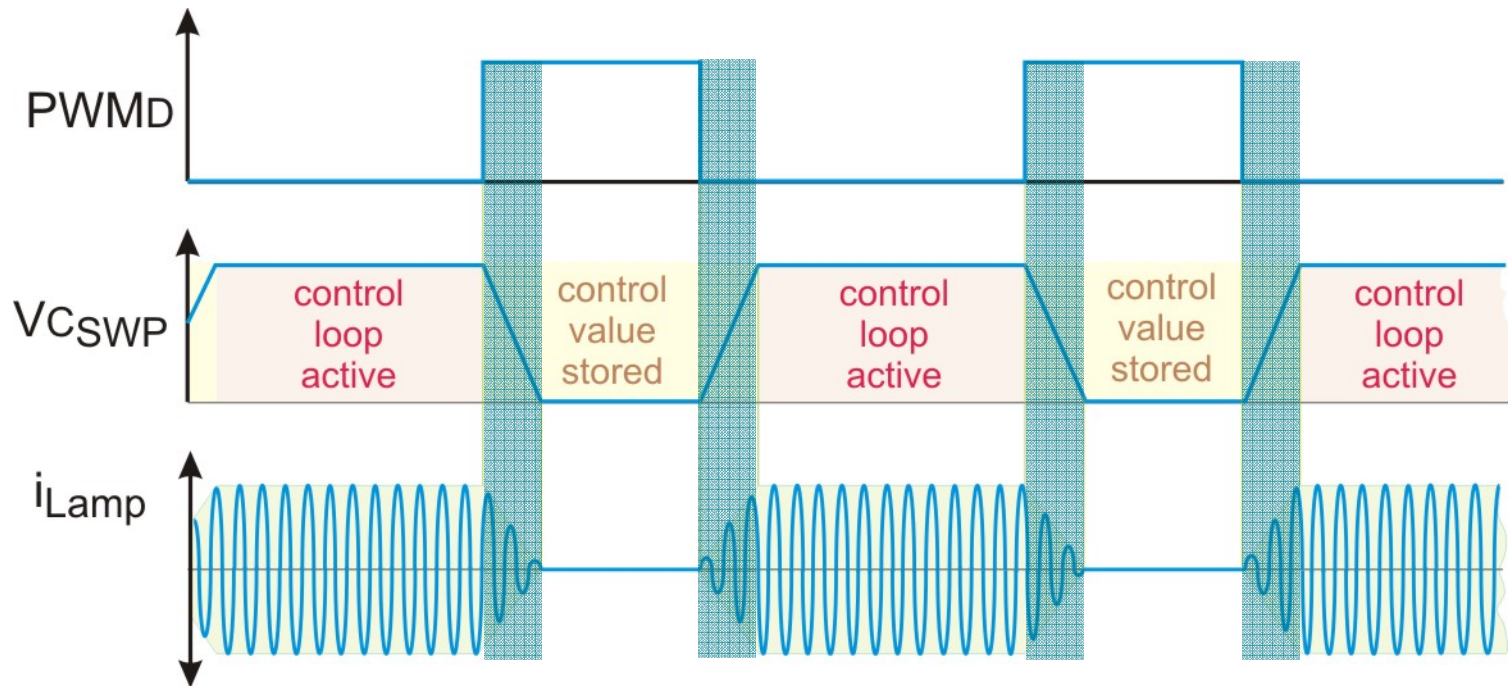 PWMD
VCSWP
control
loop
active
control
value
stored
control
loop
active
control
value
stored
control
loop
active
iLamp